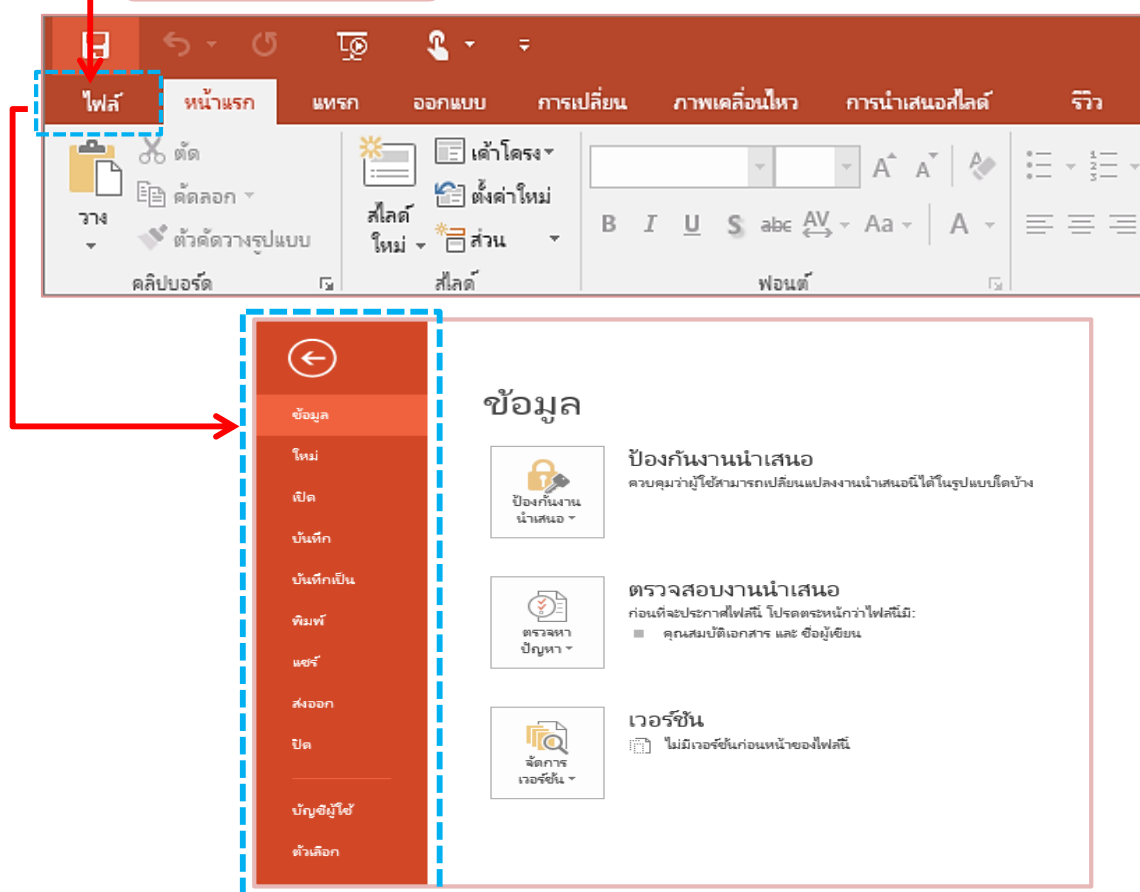 ไฟล์ หน้าแรก แทรก ออกแบบ การเปลี่ยน ภาพเคลื่อนไหว การนำเสนอสไลด์ รีวิว
วาง
ตัด
คัดลอก
ตัวคัดวางรูปแบบ
คลิปบอร์ด
สไลด์
ใหม่
เค้าโครง
ตั้งค่าใหม่
ส่วน
สไลด์
A A
B I U S abc AV Aa A
ฟอนต์
ข้อมูล
ใหม่
เปิด
บันทึก
บันทึกเป็น
พิมพ์
แชร์
ส่งออก
ปิด
บัญชีผู้ใช้
ตัวเลือก
ข้อมูล
ป้องกันงาน
นำเสนอ
ป้องกันงานนำเสนอ
ควบคุมว่าผู้ใช้สามารถเปลี่ยนแปลงงานนำเสนอนี้ได้ในรูปแบบใดบ้าง
ตรวจหา
ปัญหา
ตรวจสอบงานนำเสนอ
ก่อนที่จะประกาศไฟล์นี้ โปรดตระหนักว่าไฟล์นี้มี:
คุณสมบัติเอกสาร และ ชื่อผู้เขียน
จัดการ
เวอร์ชัน
เวอร์ชัน
ไม่มีเวอร์ชันก่อนหน้าของไฟล์นี้